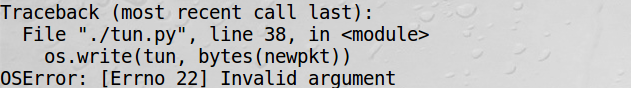 Traceback (most recent call last):
  File "./tun.py", line 38, in <module>
    os.write(tun, bytes(newpkt))
OSError: [Errno 22] Invalid argument